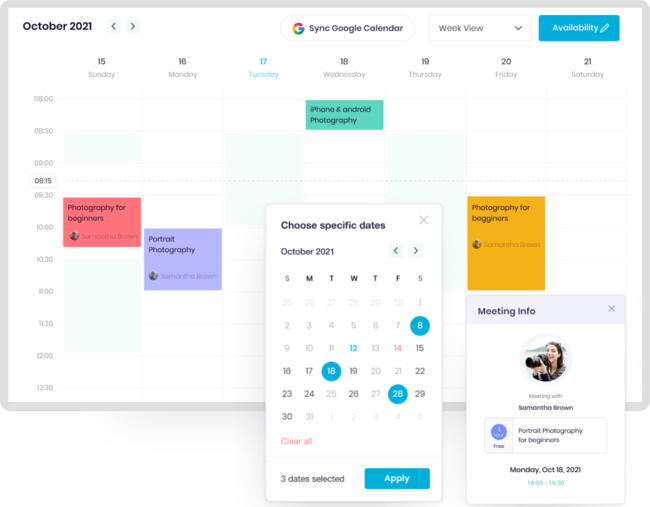 October 2021
Sync Google Calendar
Week View
Availability
15 16 17 18 19 20 21
Sunday Monday Tuesday Wednesday Thursday Friday Saturday
08:00
08:30
09:00
08:15
09:30
10:00
10:30
11:00
11:30
12:00
12:30
iPhone & android
Photography
Photography for
beginners
Samantha Brown
Portrait
Photography
Samantha Brown
Photography for
begginers
Samantha Brown
Choose specific dates
October 2021
S M T W T F S
25 26 27 28 29 30 1
2 3 4 5 6 7 8
9 10 11 12 13 14 15
16 17 18 19 20 21 22
23 24 25 26 27 28 29
30 31 1 2 3 4 5
Clear all
3 dates selected
Apply
Meeting Info
Meeting with
Samantha Brown
1
Hour
Free
Portrait Photography
for beginners
Monday, Oct 18, 2021
16:00 - 16:30